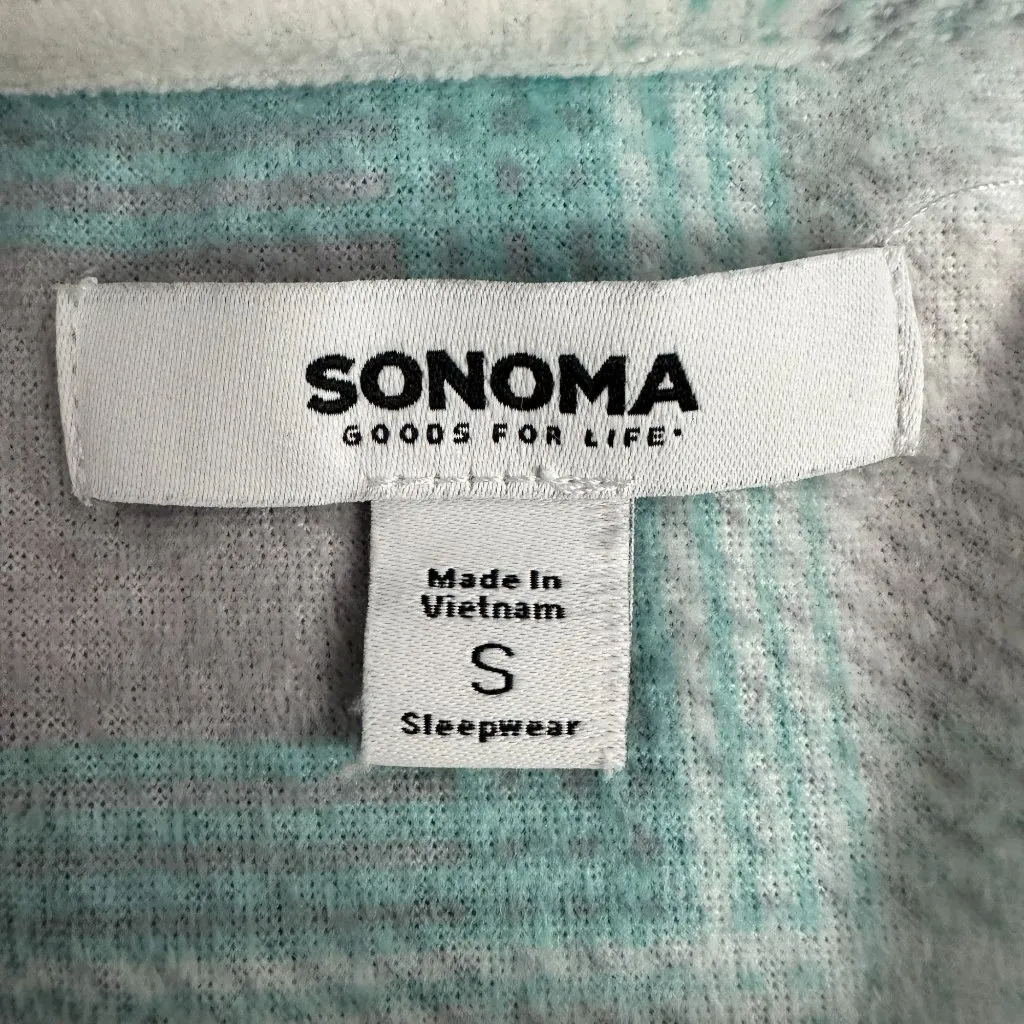 SONOMA
GOODS FOR LIFE
Made In
Vietnam
S
Sleepwear